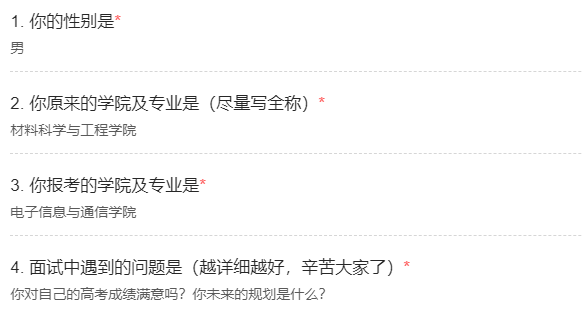 1. 你的性别是*
男
2. 你原来的学院及专业是（尽量写全称）*
材料科学与工程学院
3. 你报考的学院及专业是*
电子信息与通信学院
4. 面试中遇到的问题是（越详细越好，辛苦大家了）*
你对自己的高考成绩满意吗？你未来的规划是什么？